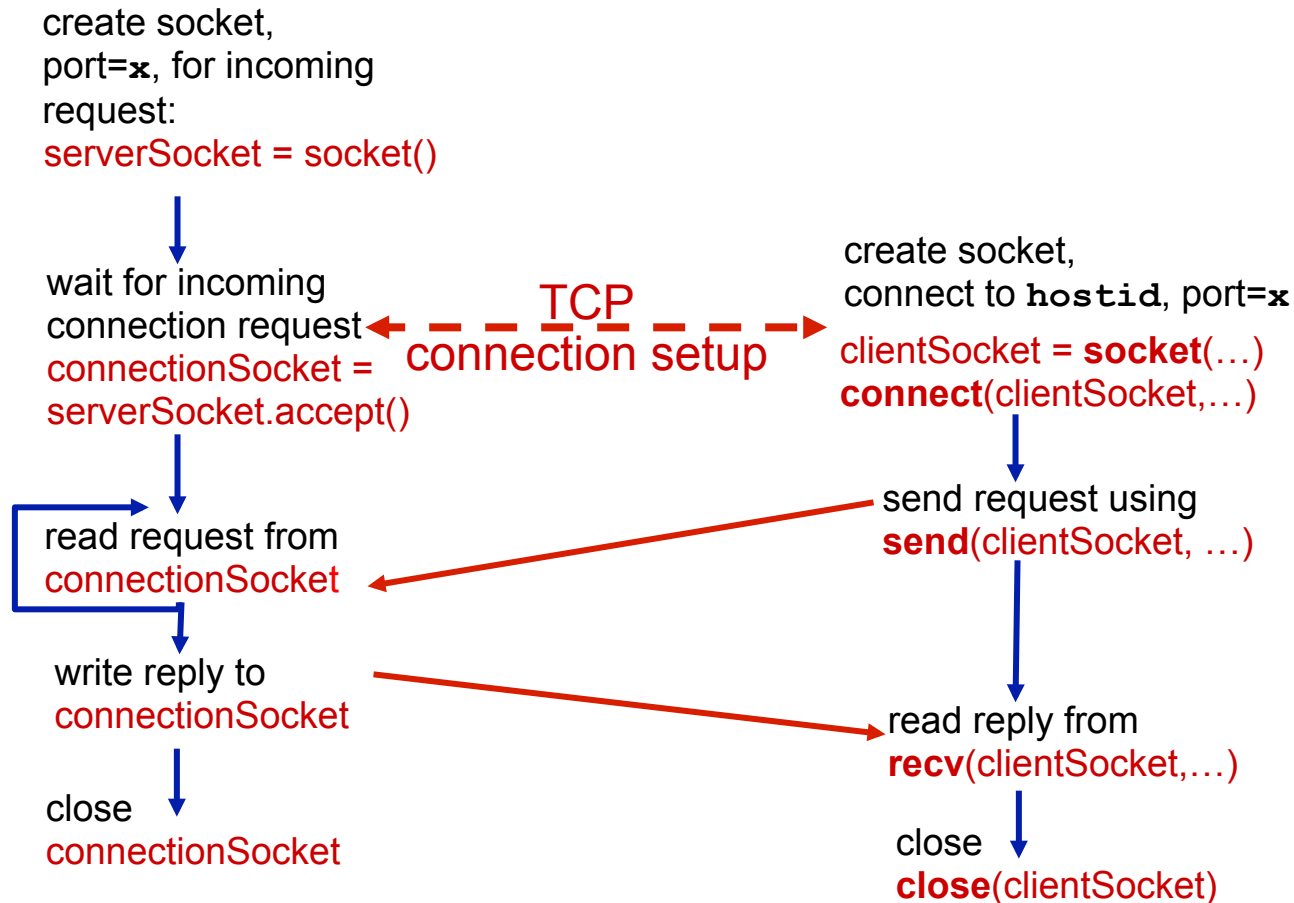 create socket,
port=x, for incoming
request:
serverSocket = socket()
wait for incoming
connection request
connectionSocket =
serverSocket.accept()
TCP
connection setup
create socket,
connect to hostid, port=x
clientSocket = socket(…)
connect(clientSocket,…)
read request from
connectionSocket
send request using
send(clientSocket, …)
write reply to
connectionSocket
read reply from
recv(clientSocket,…)
close
connectionSocket
close
close(clientSocket)